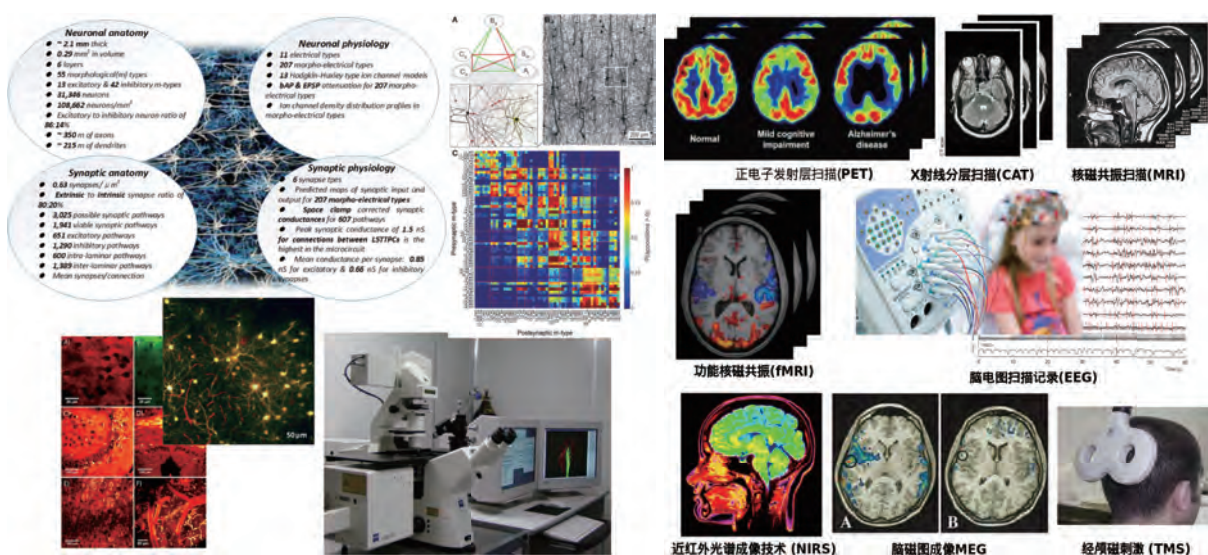 Neuronal anatomy
~ 2.1 mm thick
0.29 mm³ in volume
6 layers
55 morphological(m) types
13 excitatory & 42 inhibitory m-types
31,346 neurons
108,662 neurons/mm³
Excitatory to inhibitory neuron ratio of
86:14%
~ 350 m of axons
~ 215 m of dendrites
Neuronal physiology
11 electrical types
207 morpho-electrical types
13 Hodgkin-Huxley type ion channel models
bAP & EPSP attenuation for 207 morpho-
electrical types
Ion channel density distribution profiles in
morpho-electrical types
Synaptic anatomy
0.63 synapses/μm³
Extrinsic to intrinsic synapse ratio of
80:20%
3,025 possible synaptic pathways
1,941 viable synaptic pathways
651 excitatory pathways
1,290 inhibitory pathways
600 intra-laminar pathways
Mean synapses/connection
Synaptic physiology
6 synapse tpes
Predicted maps of synaptic input and
output for 207 morpho-electrical types
Space clamp corrected synaptic
conductances for 607 pathways
Peak synaptic conductance of 1.5 nS
for connections between L5TTPCs is the
highest in the microcircuit
Mean conductance per synapse: 0.85
nS for excitatory & 0.66 nS for inhibitory
A
C
Presynaptic m-type
Postsynaptic m-type
50μm
Normal
Mild cognitive
impairment
Alzheimer's
disease
正电子发射层扫描(PET)
X射线分层扫描(CAT)
核磁共振扫描(MRI)
功能核磁共振(fMRI)
脑电图扫描记录(EEG)
A
B
近红外光谱成像技术 (NIRS)
脑磁图成像MEG
经颅磁刺激 (TMS)